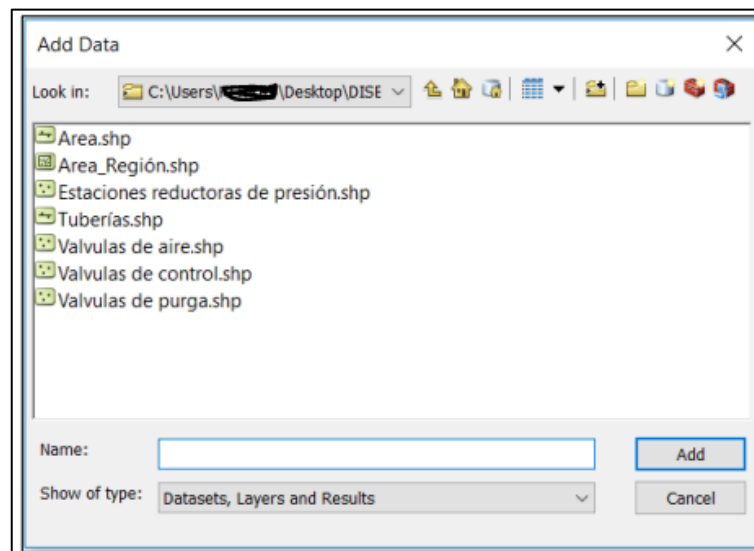 Add Data
Look in: C:\Users\ \Desktop\DISE
Area.shp
Area_Región.shp
Estaciones reductoras de presión.shp
Tuberías.shp
Valvulas de aire.shp
Valvulas de control.shp
Valvulas de purga.shp
Name: Add
Show of type: Datasets, Layers and Results Cancel